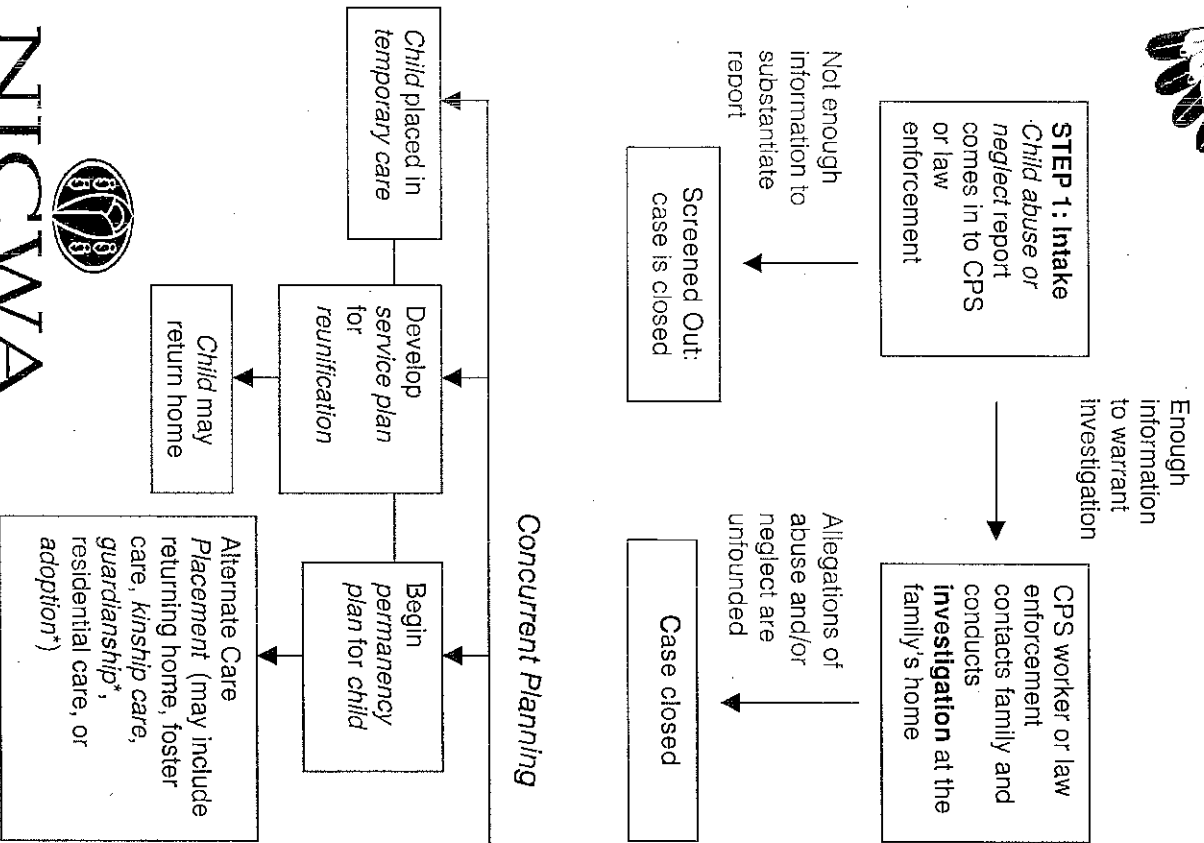 STEP 1: Intake
Child abuse or
neglect report
comes in to CPS
or law
enforcement
Enough
information
to warrant
investigation
CPS worker or law
enforcement
contacts family and
conducts
investigation at the
family's home
Not enough
information to
substantiate
report
Screened Out:
case is closed
Allegations of
abuse and/or
neglect are
unfounded
Case closed
Concurrent Planning
Child placed in
temporary care
Develop
service plan
for
reunification
Begin
permanency
plan for child
Child may
return home
Alternate Care
Placement (may include
returning home, foster
care, kinship care,
guardianship*,
residential care, or
adoption*)
NICWA